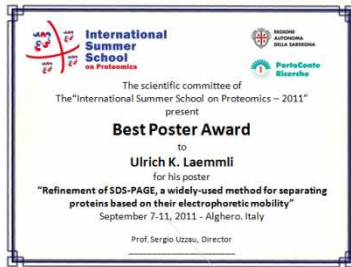 International
Summer
School
on Proteomics
REGIONE
AUTONOMA
DELLA SARDEGNA
PortoConte
Ricerche
The scientific committee of
The"International Summer School on Proteomics – 2011"
present
Best Poster Award
to
Ulrich K. Laemmli
for his poster
"Refinement of SDS-PAGE, a widely-used method for separating
proteins based on their electrophoretic mobility"
September 7-11, 2011 - Alghero. Italy
Prof. Sergio Uzzau, Director